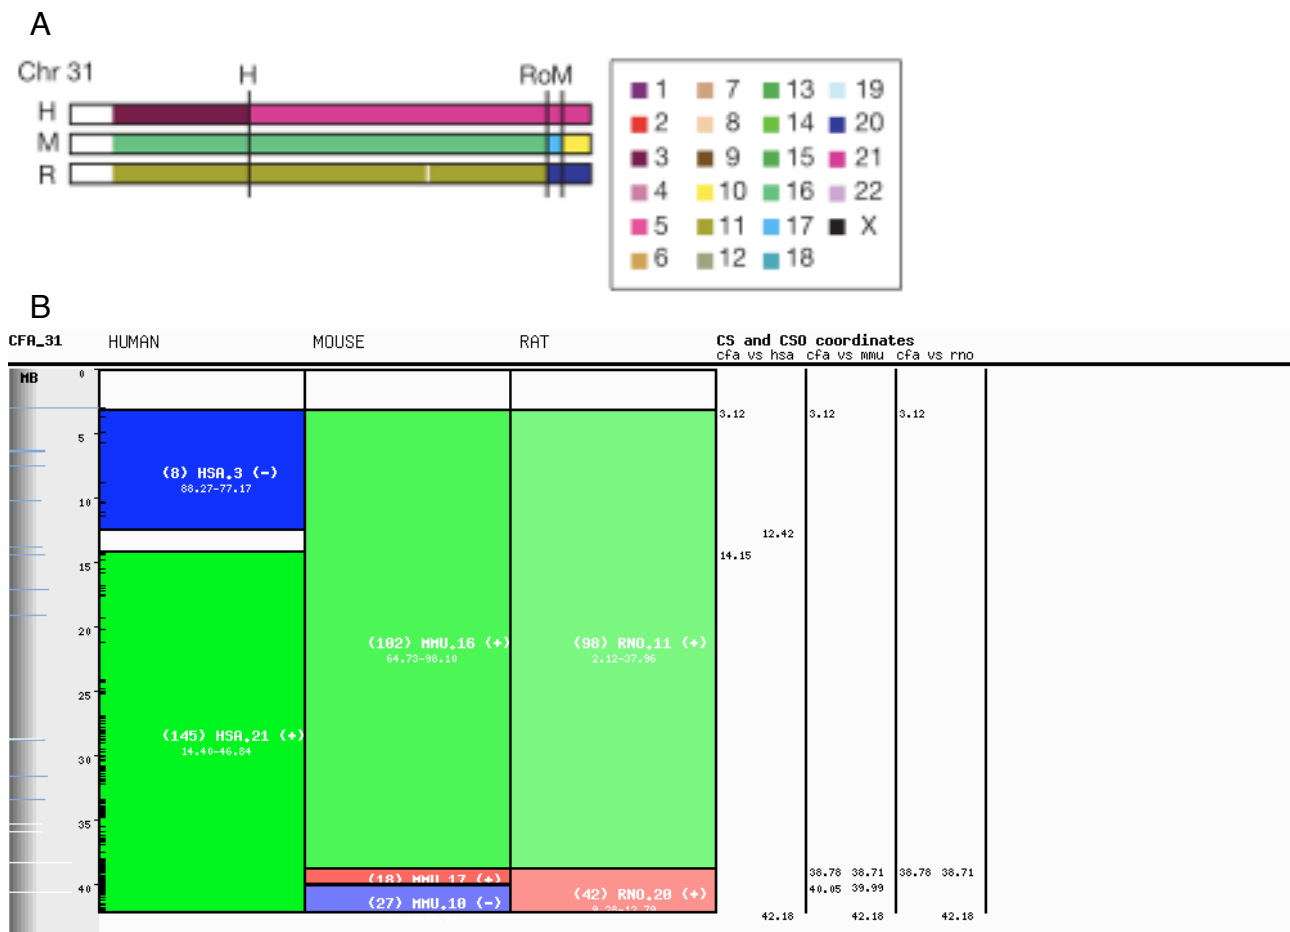 A
Chr 31 H RoM
H
M
R
1 7 13 19
2 8 14 20
3 9 15 21
4 10 16 22
5 11 17 X
6 12 18
B
CFA_31 HUMAN MOUSE RAT CS and CSO coordinates
cfa vs hsa cfa vs mmu cfa vs rno
MB 0
3.12 3.12 3.12
5
(8) HSA.3 (-)
88.27-77.17
10
12.42
14.15
15
20
(102) MMU.16 (+) (98) RNO.11 (+)
64.73-98.10 2.12-37.96
25
(145) HSA.21 (+)
14.40-46.84
30
35
38.78 38.71 38.78 38.71
(18) MMU.17 (+)
40 40.05 39.99
(42) RNO.20 (+)
(27) MMU.10 (-)
42.18 42.18 42.18